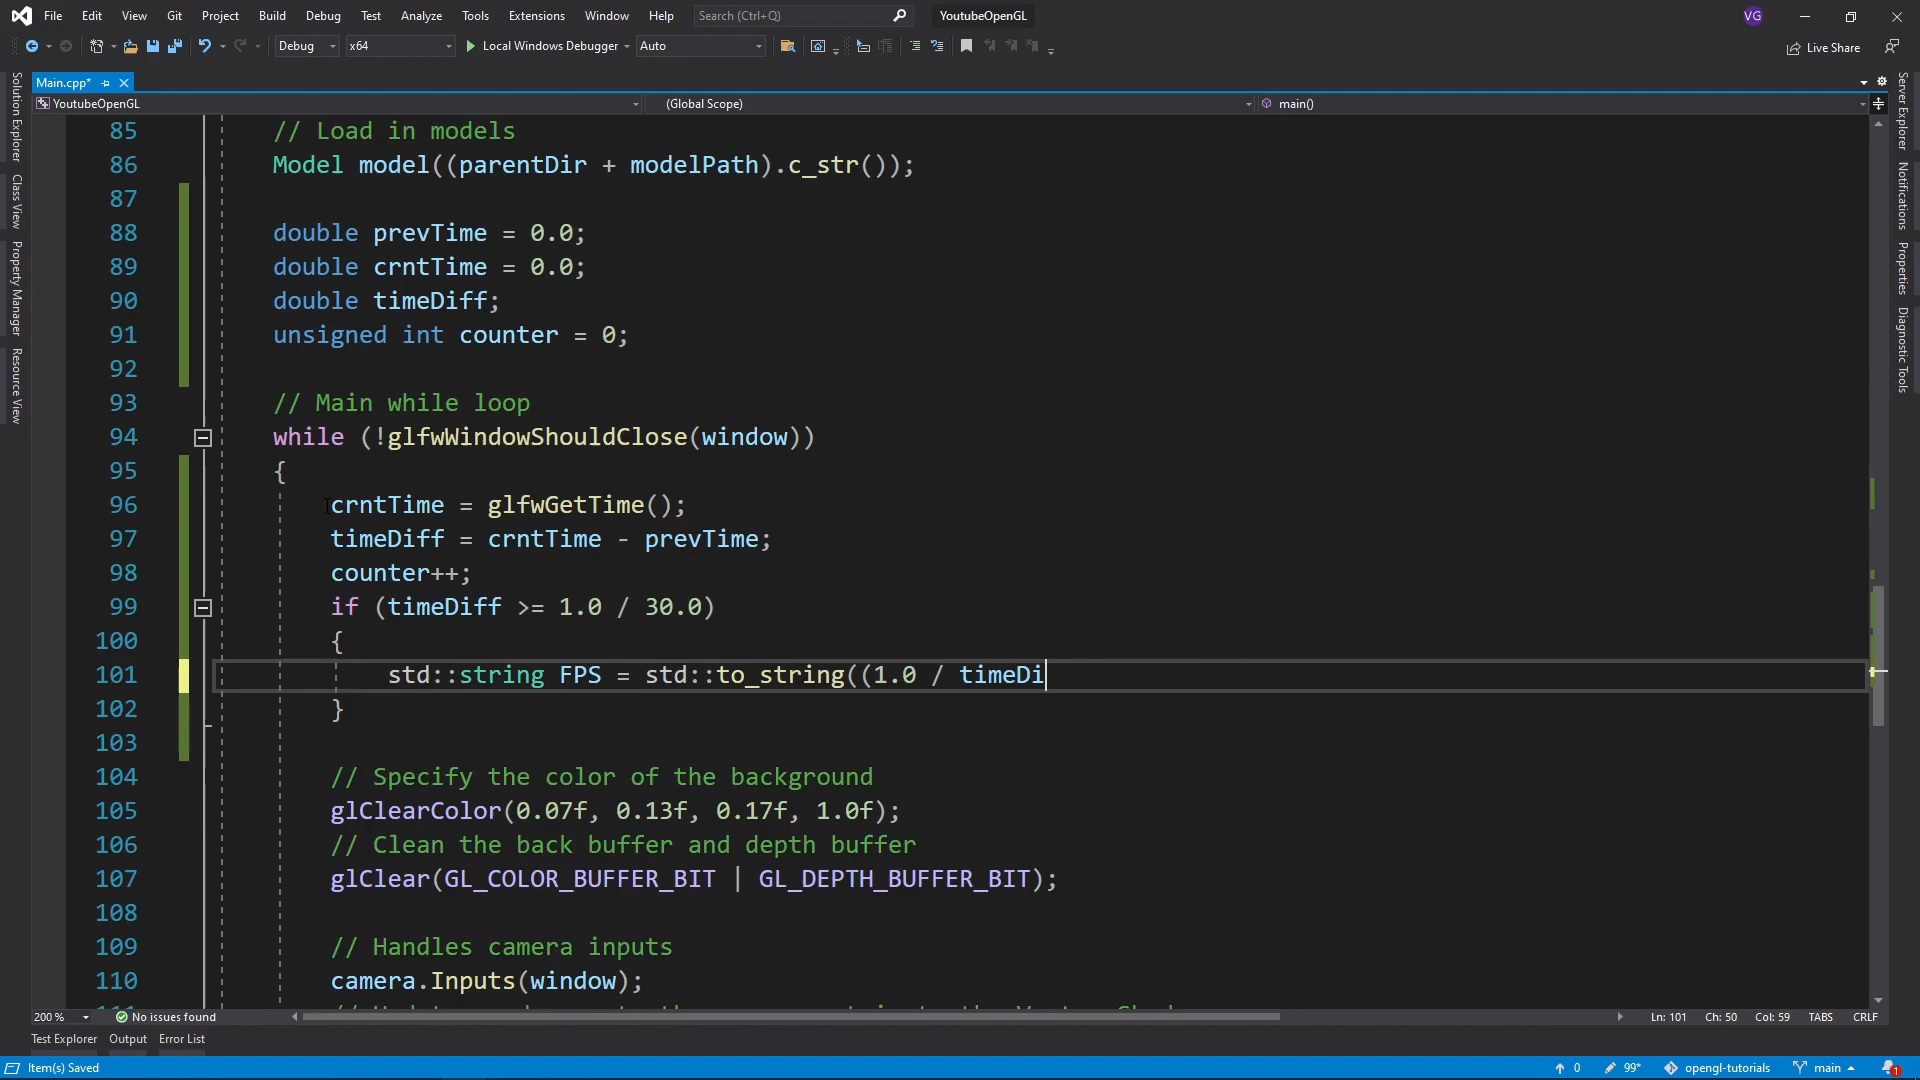 File Edit View Git Project Build Debug Test Analyze Tools Extensions Window Help Search (Ctrl+Q) YoutubeOpenGL VG
Debug x64 Local Windows Debugger Auto Live Share
Main.cpp*
YoutubeOpenGL (Global Scope) main()
Solution Explorer
Class View
Property Manager
Resource View
85 // Load in models
86 Model model((parentDir + modelPath).c_str());
87
88 double prevTime = 0.0;
89 double crntTime = 0.0;
90 double timeDiff;
91 unsigned int counter = 0;
92
93 // Main while loop
94 while (!glfwWindowShouldClose(window))
95 {
96 crntTime = glfwGetTime();
97 timeDiff = crntTime - prevTime;
98 counter++;
99 if (timeDiff >= 1.0 / 30.0)
100 {
101 std::string FPS = std::to_string((1.0 / timeDi
102 }
103
104 // Specify the color of the background
105 glClearColor(0.07f, 0.13f, 0.17f, 1.0f);
106 // Clean the back buffer and depth buffer
107 glClear(GL_COLOR_BUFFER_BIT | GL_DEPTH_BUFFER_BIT);
108
109 // Handles camera inputs
110 camera.Inputs(window);
Server Explorer
Notifications
Properties
Diagnostic Tools
200 % No issues found Ln: 101 Ch: 50 Col: 59 TABS CRLF
Test Explorer Output Error List
Item(s) Saved 0 99* opengl-tutorials main 1